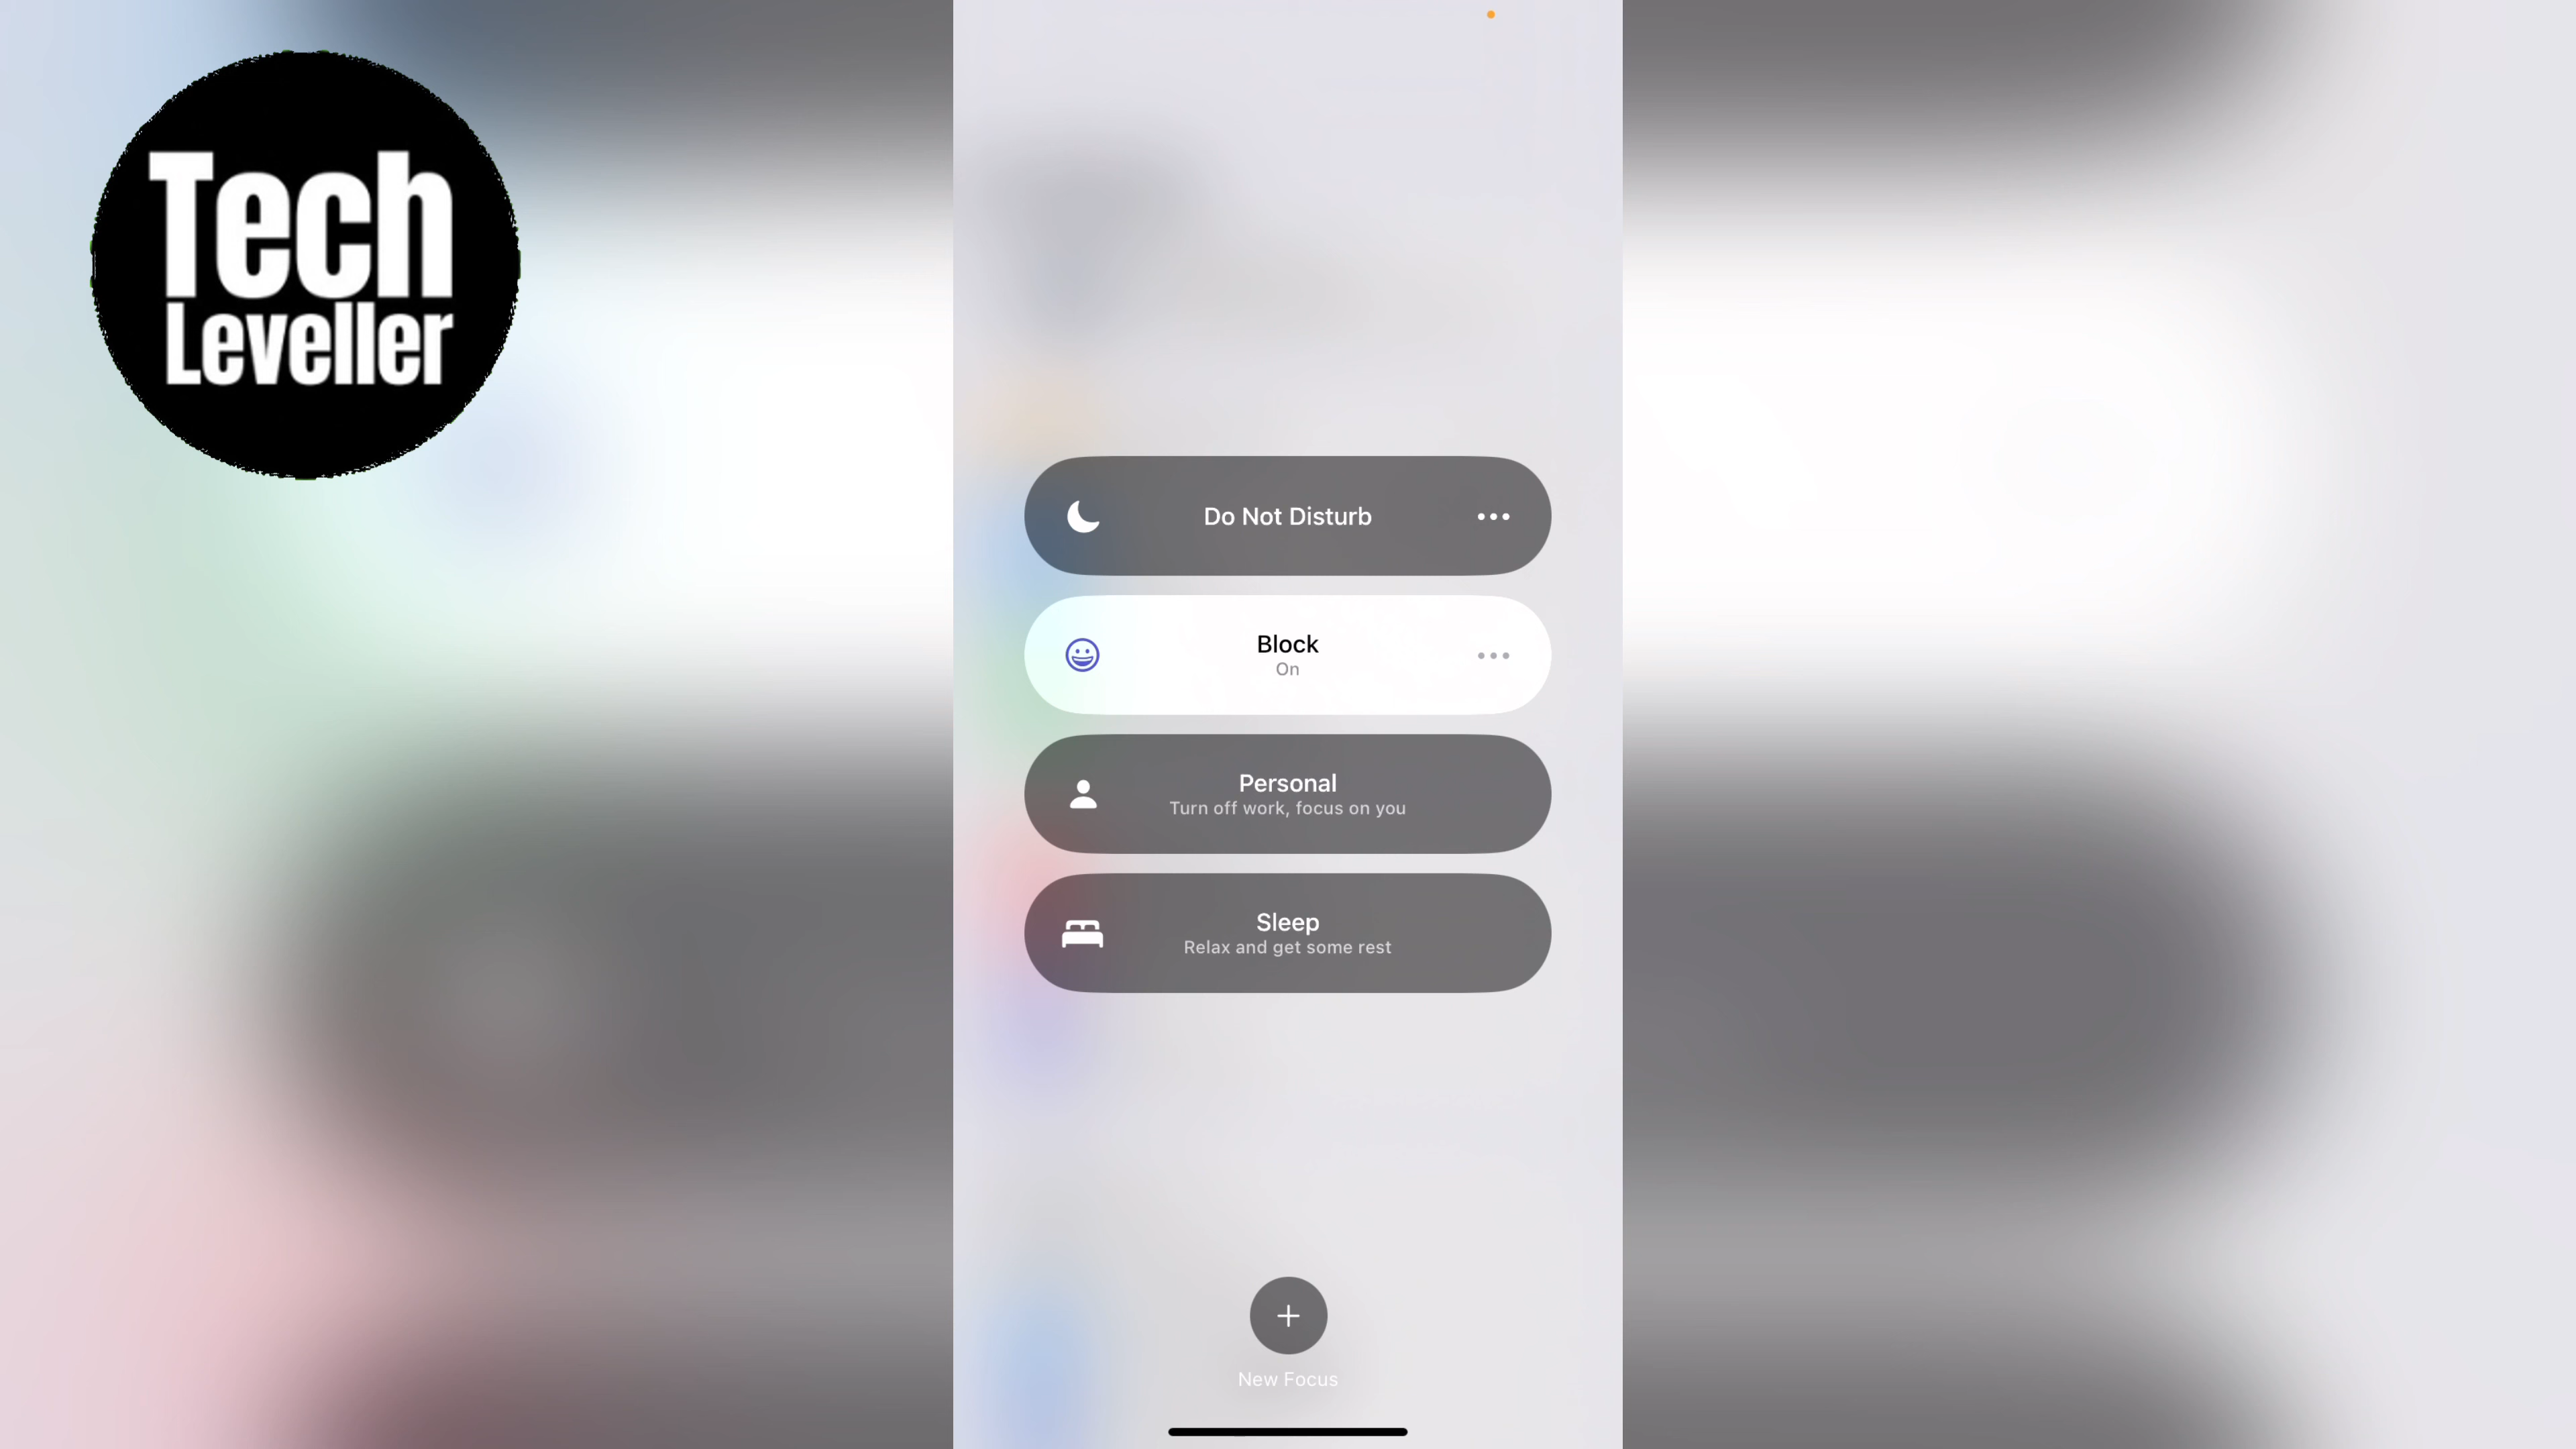 Tech
Leveller
Do Not Disturb
Block
On
Personal
Turn off work, focus on you
Sleep
Relax and get some rest
New Focus